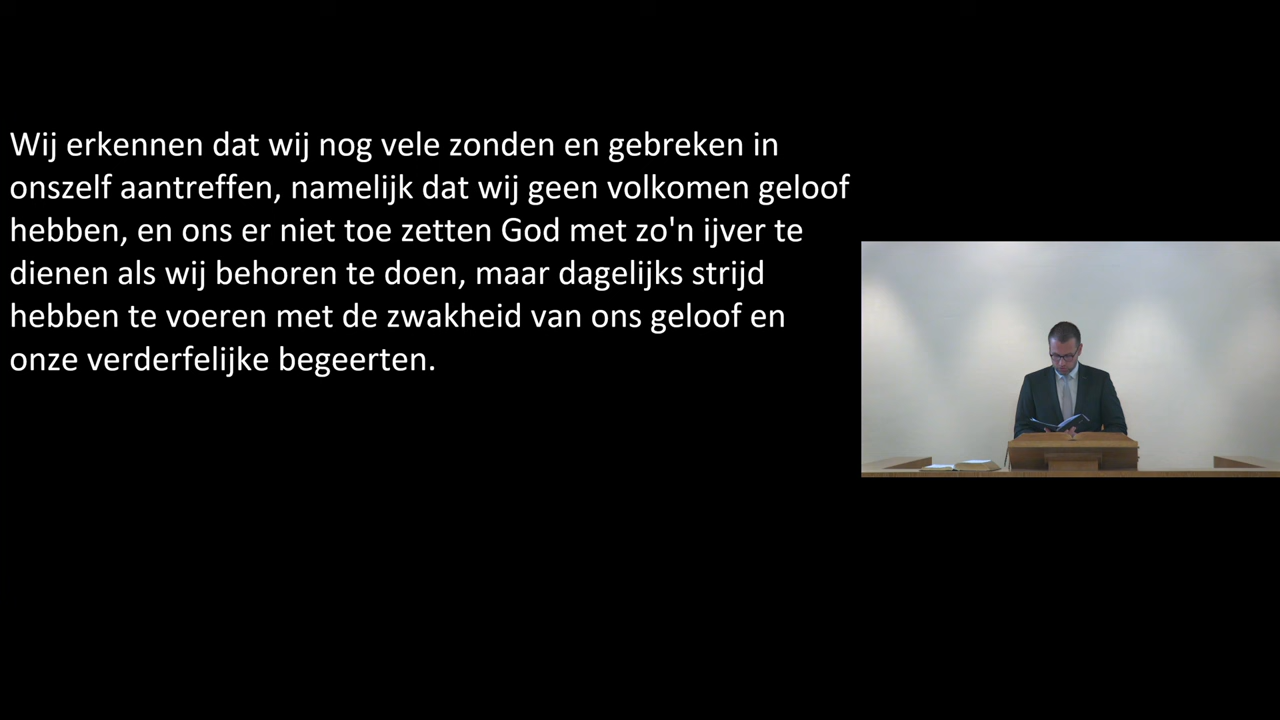 Wij erkennen dat wij nog vele zonden en gebreken in
onszelf aantreffen, namelijk dat wij geen volkomen geloof
hebben, en ons er niet toe zetten God met zo'n ijver te
dienen als wij behoren te doen, maar dagelijks strijd
hebben te voeren met de zwakheid van ons geloof en
onze verderfelijke begeerten.